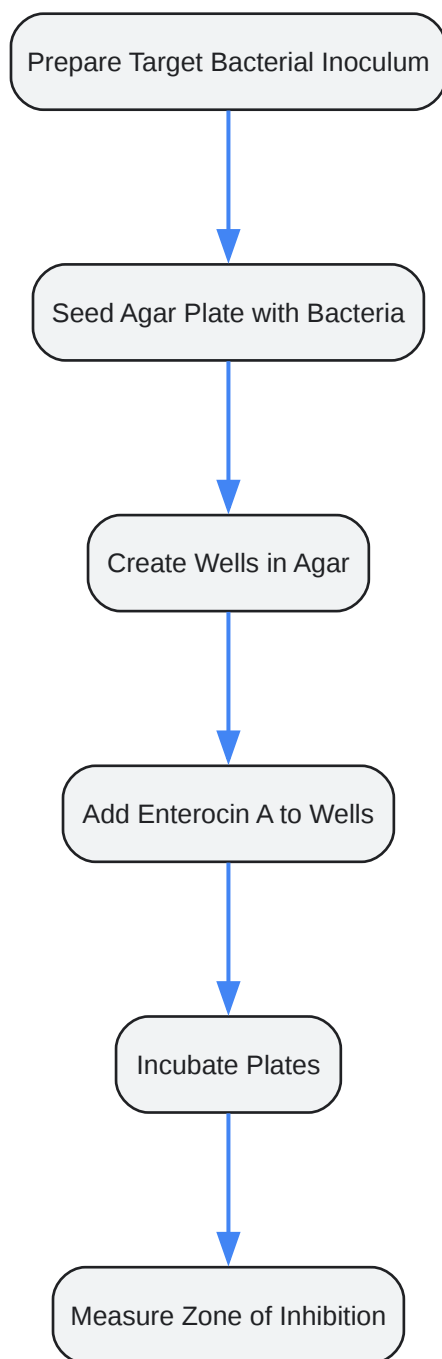 Prepare Target Bacterial Inoculum
Seed Agar Plate with Bacteria
Create Wells in Agar
Add Enterocin A to Wells
Incubate Plates
Measure Zone of Inhibition